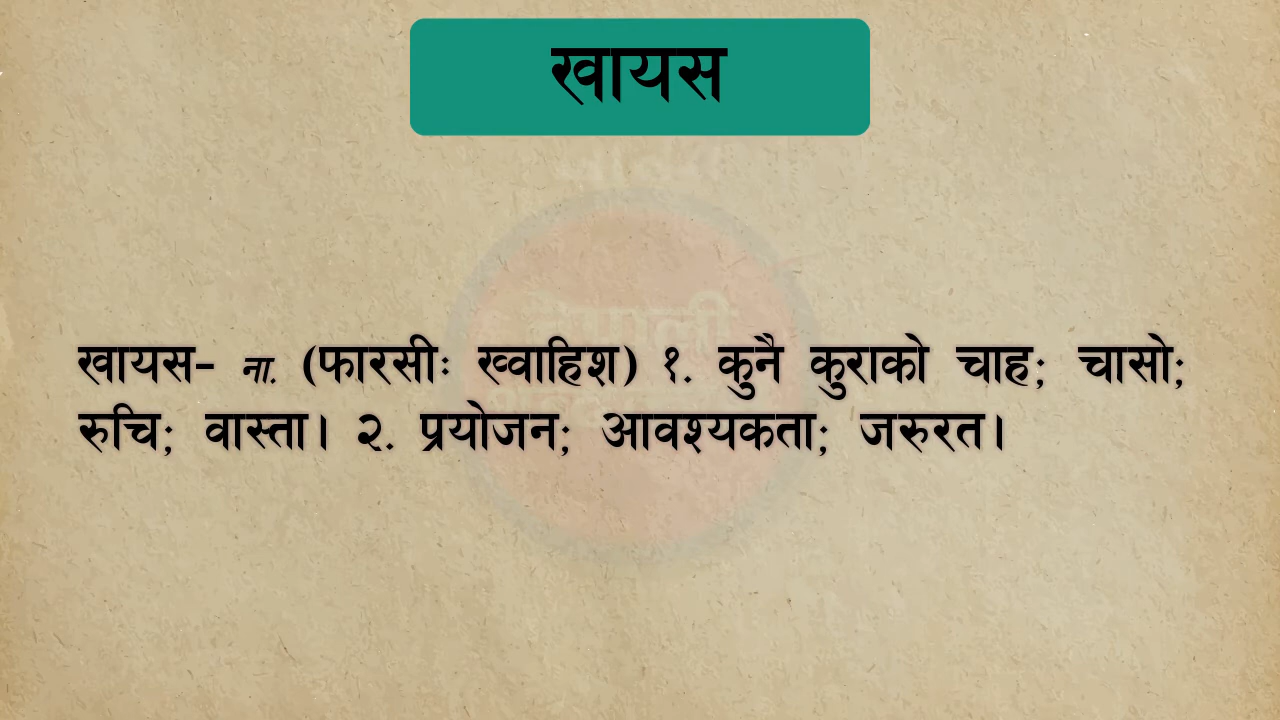 खायस
खायस- ना. (फारसीः ख्वाहिश) १. कुनै कुराको चाह; चासो;
रुचि; वास्ता। २. प्रयोजन; आवश्यकता; जरुरत।
नेपाली